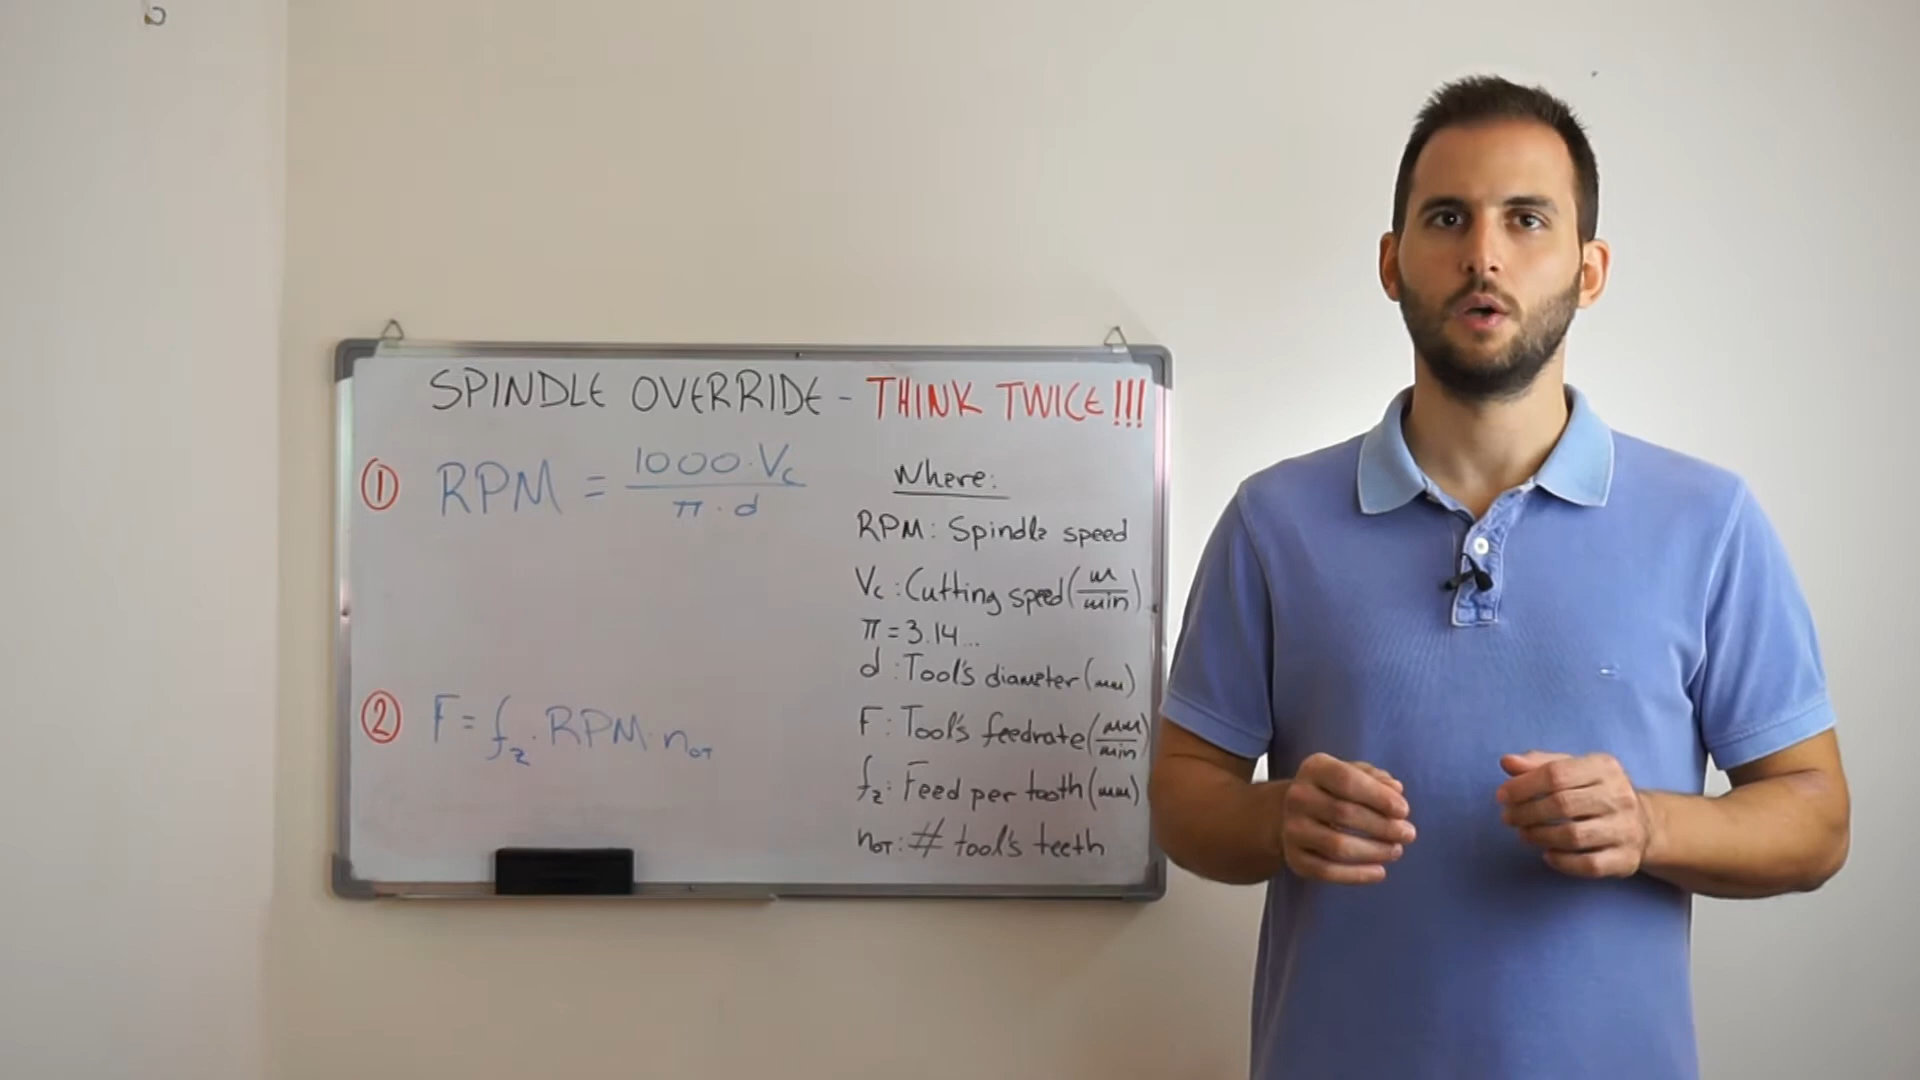 SPINDLE OVERRIDE - THINK TWICE!!!
① RPM = 1000·Vc / π·d
② F = fz · RPM · nOT
Where:
RPM: Spindle speed
Vc: Cutting speed (m/min)
π = 3.14...
d: Tool's diameter (mm)
F: Tool's feedrate (mm/min)
fz: Feed per tooth (mm)
nOT: # tool's teeth